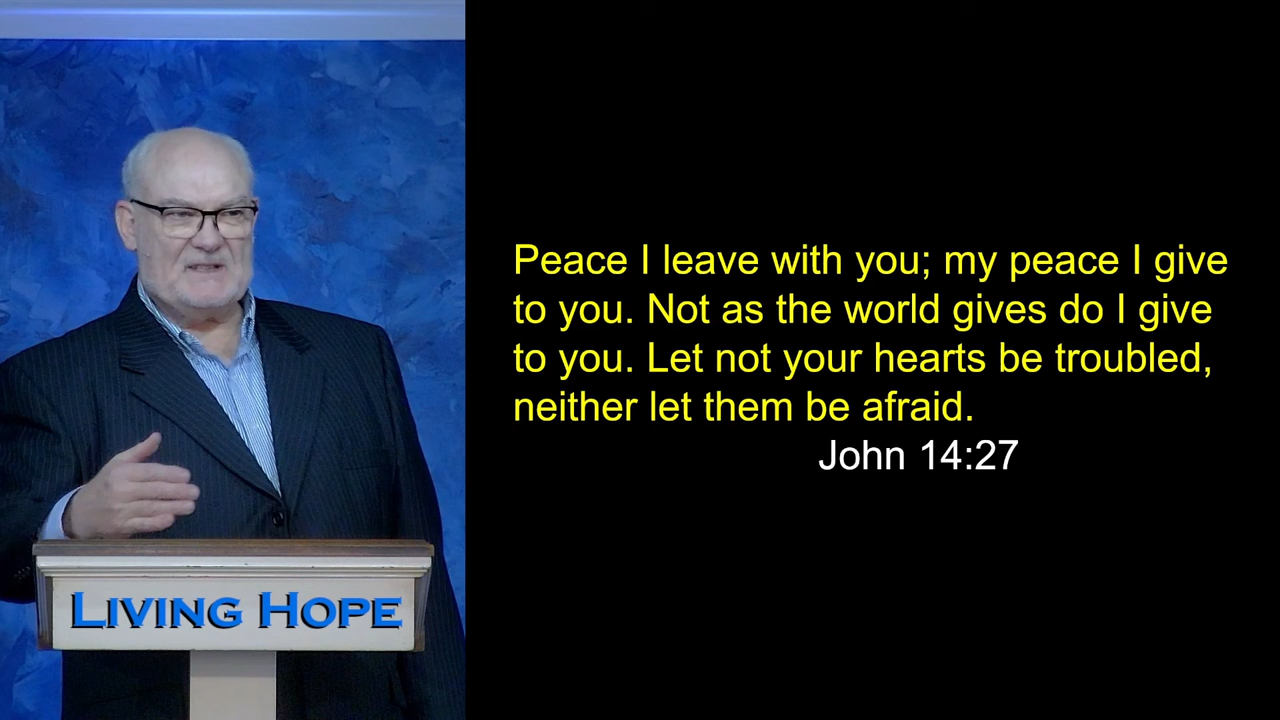 Peace I leave with you; my peace I give
to you. Not as the world gives do I give
to you. Let not your hearts be troubled,
neither let them be afraid.
John 14:27
LIVING HOPE